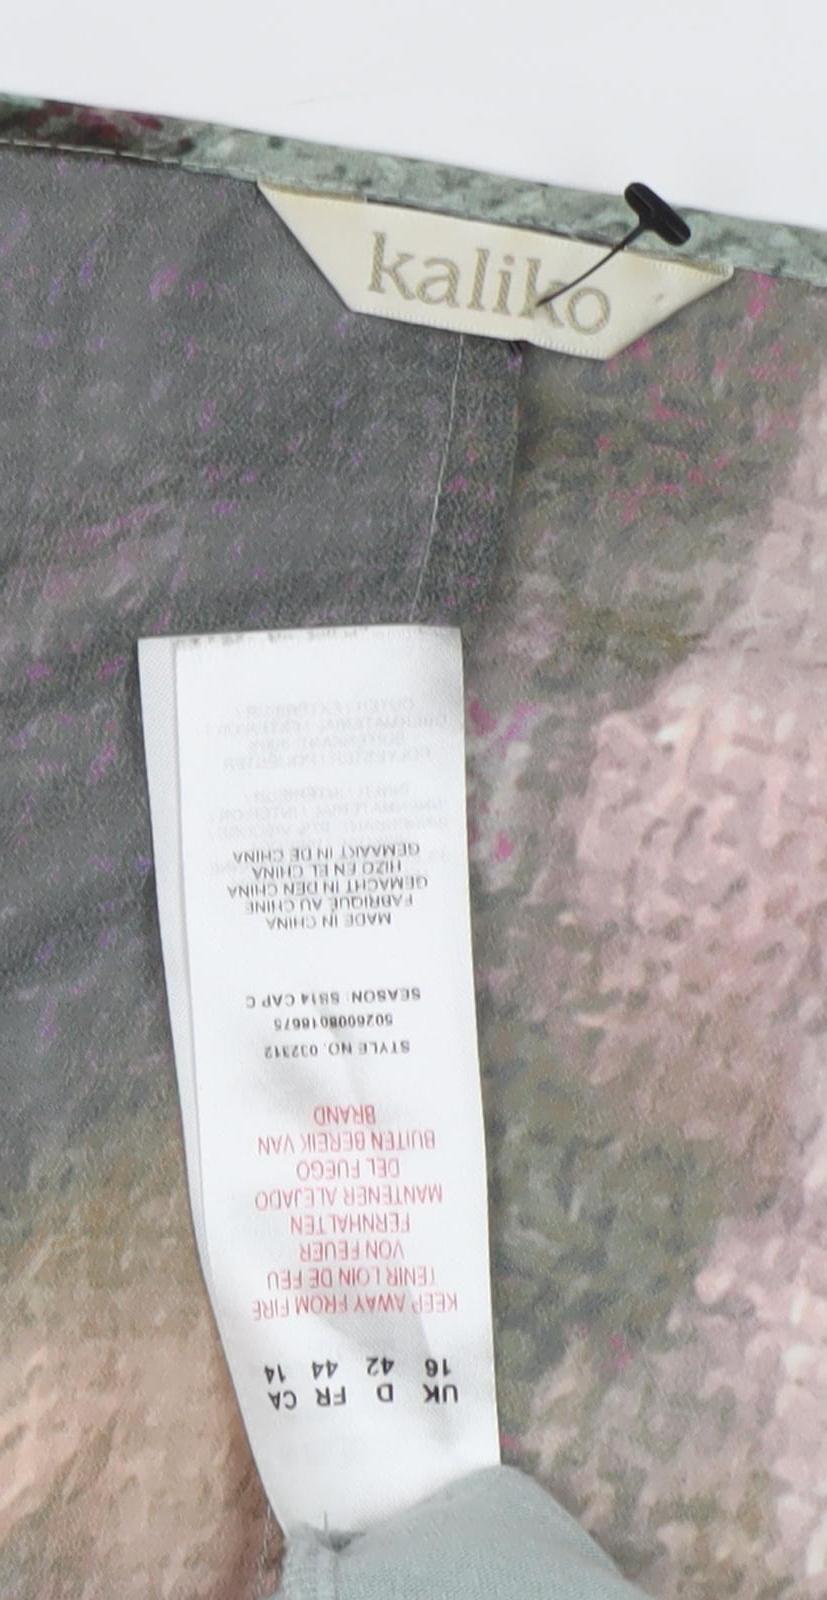 kaliko
UK D FR CA
16 42 44 14
KEEP AWAY FROM FIRE
TENIR LOIN DE FEU
VON FEUER
FERNHALTEN
MANTENER ALEJADO
DEL FUEGO
BUITEN BEREIK VAN
BRAND
STYLE NO. 032312
5026008018675
SEASON: SS14 CAP C
MADE IN CHINA
FABRIQUÉ AU CHINE
GEMACHT IN DEN CHINA
HIZO EN EL CHINA
GEMAAKT IN DE CHINA